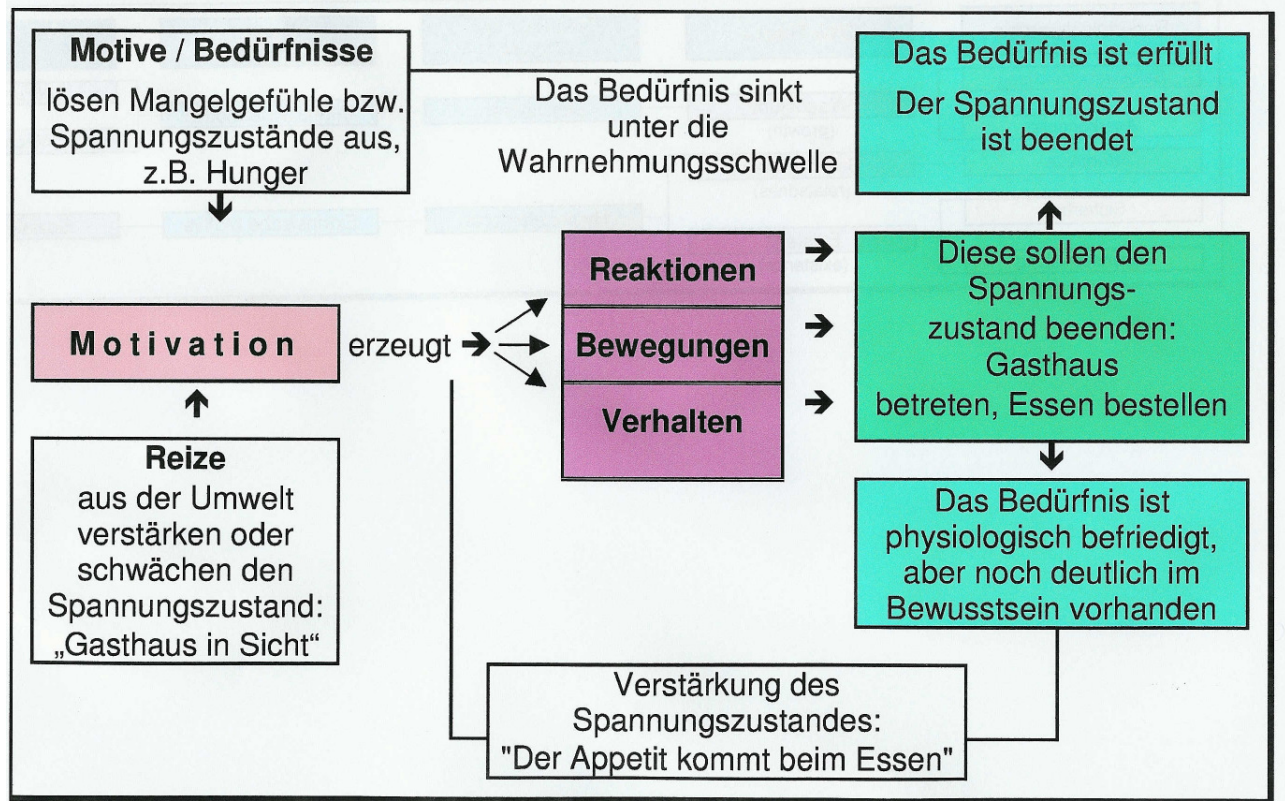 Motive / Bedürfnisse
lösen Mangelgefühle bzw.
Spannungszustände aus,
z.B. Hunger
Das Bedürfnis sinkt
unter die
Wahrnehmungsschwelle
Das Bedürfnis ist erfüllt
Der Spannungszustand
ist beendet
Motivation
erzeugt
Reaktionen
Bewegungen
Verhalten
Diese sollen den
Spannungs-
zustand beenden:
Gasthaus
betreten, Essen bestellen
Reize
aus der Umwelt
verstärken oder
schwächen den
Spannungszustand:
„Gasthaus in Sicht“
Das Bedürfnis ist
physiologisch befriedigt,
aber noch deutlich im
Bewusstsein vorhanden
Verstärkung des
Spannungszustandes:
"Der Appetit kommt beim Essen"